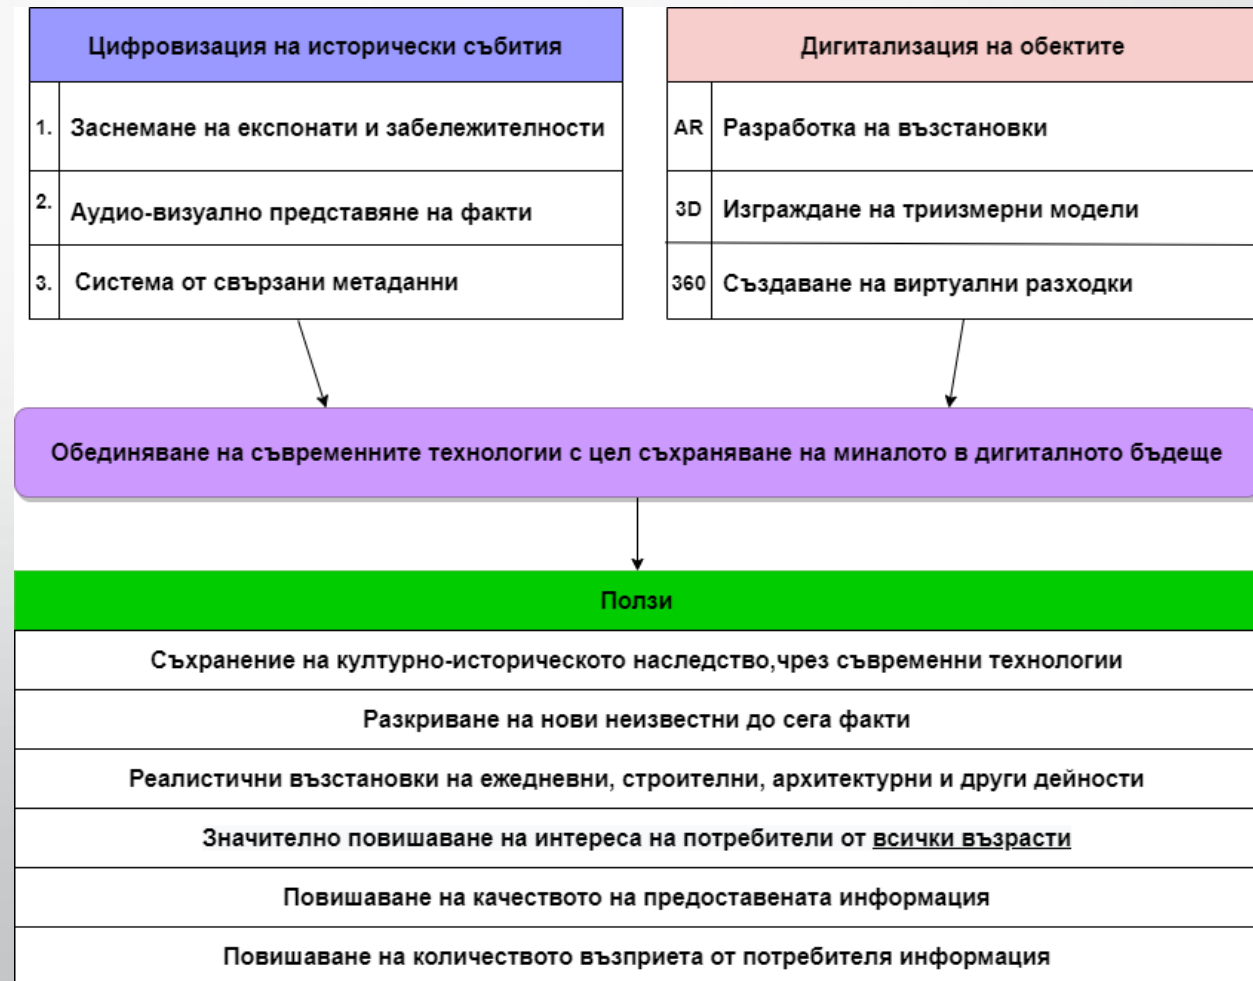 Цифровизация на исторически събития
1. Заснемане на експонати и забележителности
2. Аудио-визуално представяне на факти
3. Система от свързани метаданни
Дигитализация на обектите
AR Разработка на възстановки
3D Изграждане на триизмерни модели
360 Създаване на виртуални разходки
Обединяване на съвременните технологии с цел съхраняване на миналото в дигиталното бъдеще
Ползи
Съхранение на културно-историческото наследство,чрез съвременни технологии
Разкриване на нови неизвестни до сега факти
Реалистични възстановки на ежедневни, строителни, архитектурни и други дейности
Значително повишаване на интереса на потребители от всички възрасти
Повишаване на качеството на предоставената информация
Повишаване на количеството възприета от потребителя информация